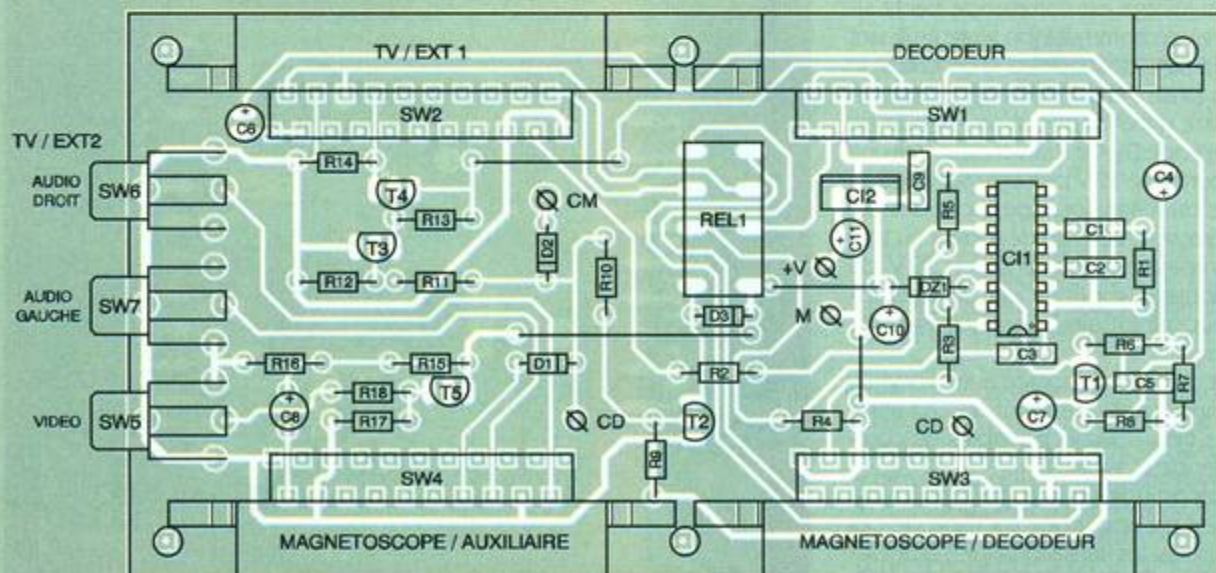 TV / EXT 1
DECODEUR
SW2
SW1
C6
TV / EXT2
AUDIO DROIT
SW6
R14
T4
R13
T3
CM
D2
R10
R12
R11
REL1
CI2
C9
C11
R5
CI1
C4
C1
C2
R1
+V
DZ1
M
C10
AUDIO GAUCHE
SW7
D3
R3
C3
R16
R15
D1
R2
R6
R18
T5
T1
C5
R7
C8
R17
VIDEO
SW5
CD
T2
R4
CD
C7
R8
R9
SW4
SW3
MAGNETOSCOPE / AUXILIAIRE
MAGNETOSCOPE / DECODEUR